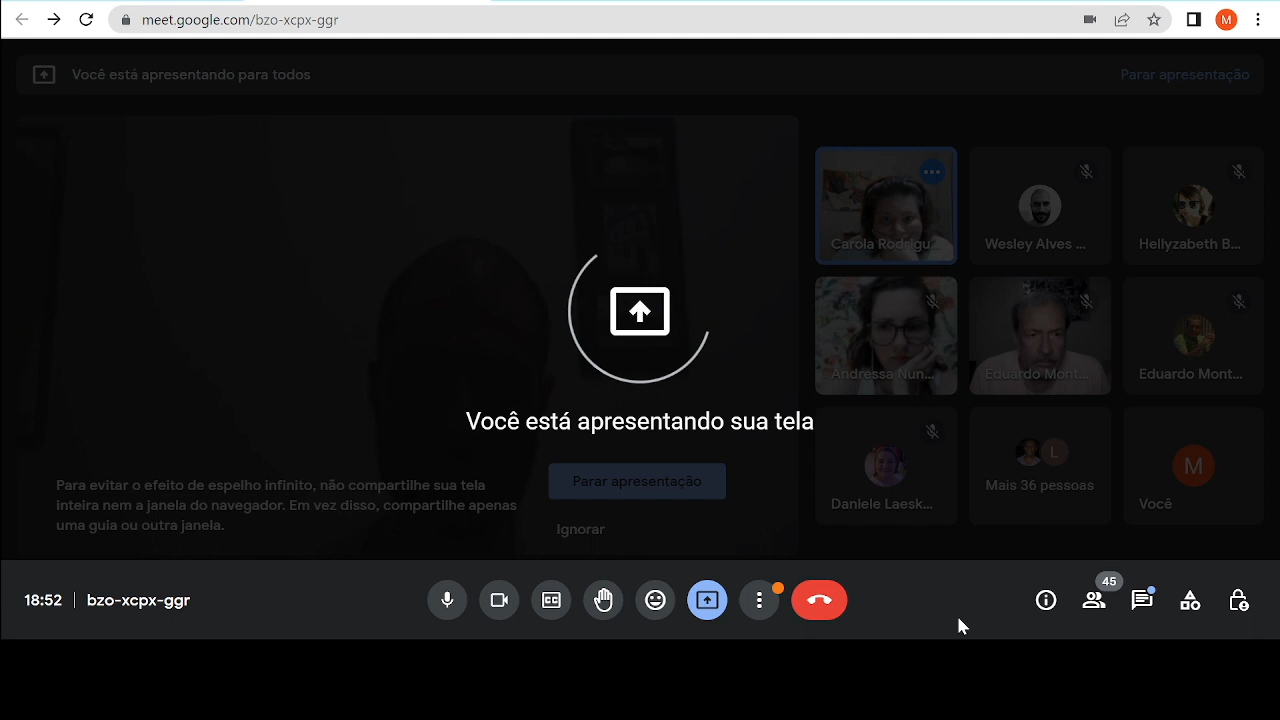 meet.google.com/bzo-xcpx-ggr
M
Você está apresentando para todos
Parar apresentação
Carola Rodrigu...
Wesley Alves ...
Hellyzabeth B...
Andressa Nun...
Eduardo Mont...
Eduardo Mont...
Você está apresentando sua tela
Para evitar o efeito de espelho infinito, não compartilhe sua tela
inteira nem a janela do navegador. Em vez disso, compartilhe apenas
uma guia ou outra janela.
Parar apresentação
Ignorar
Daniele Laesk...
L
Mais 36 pessoas
M
Você
18:52
bzo-xcpx-ggr
CC
45